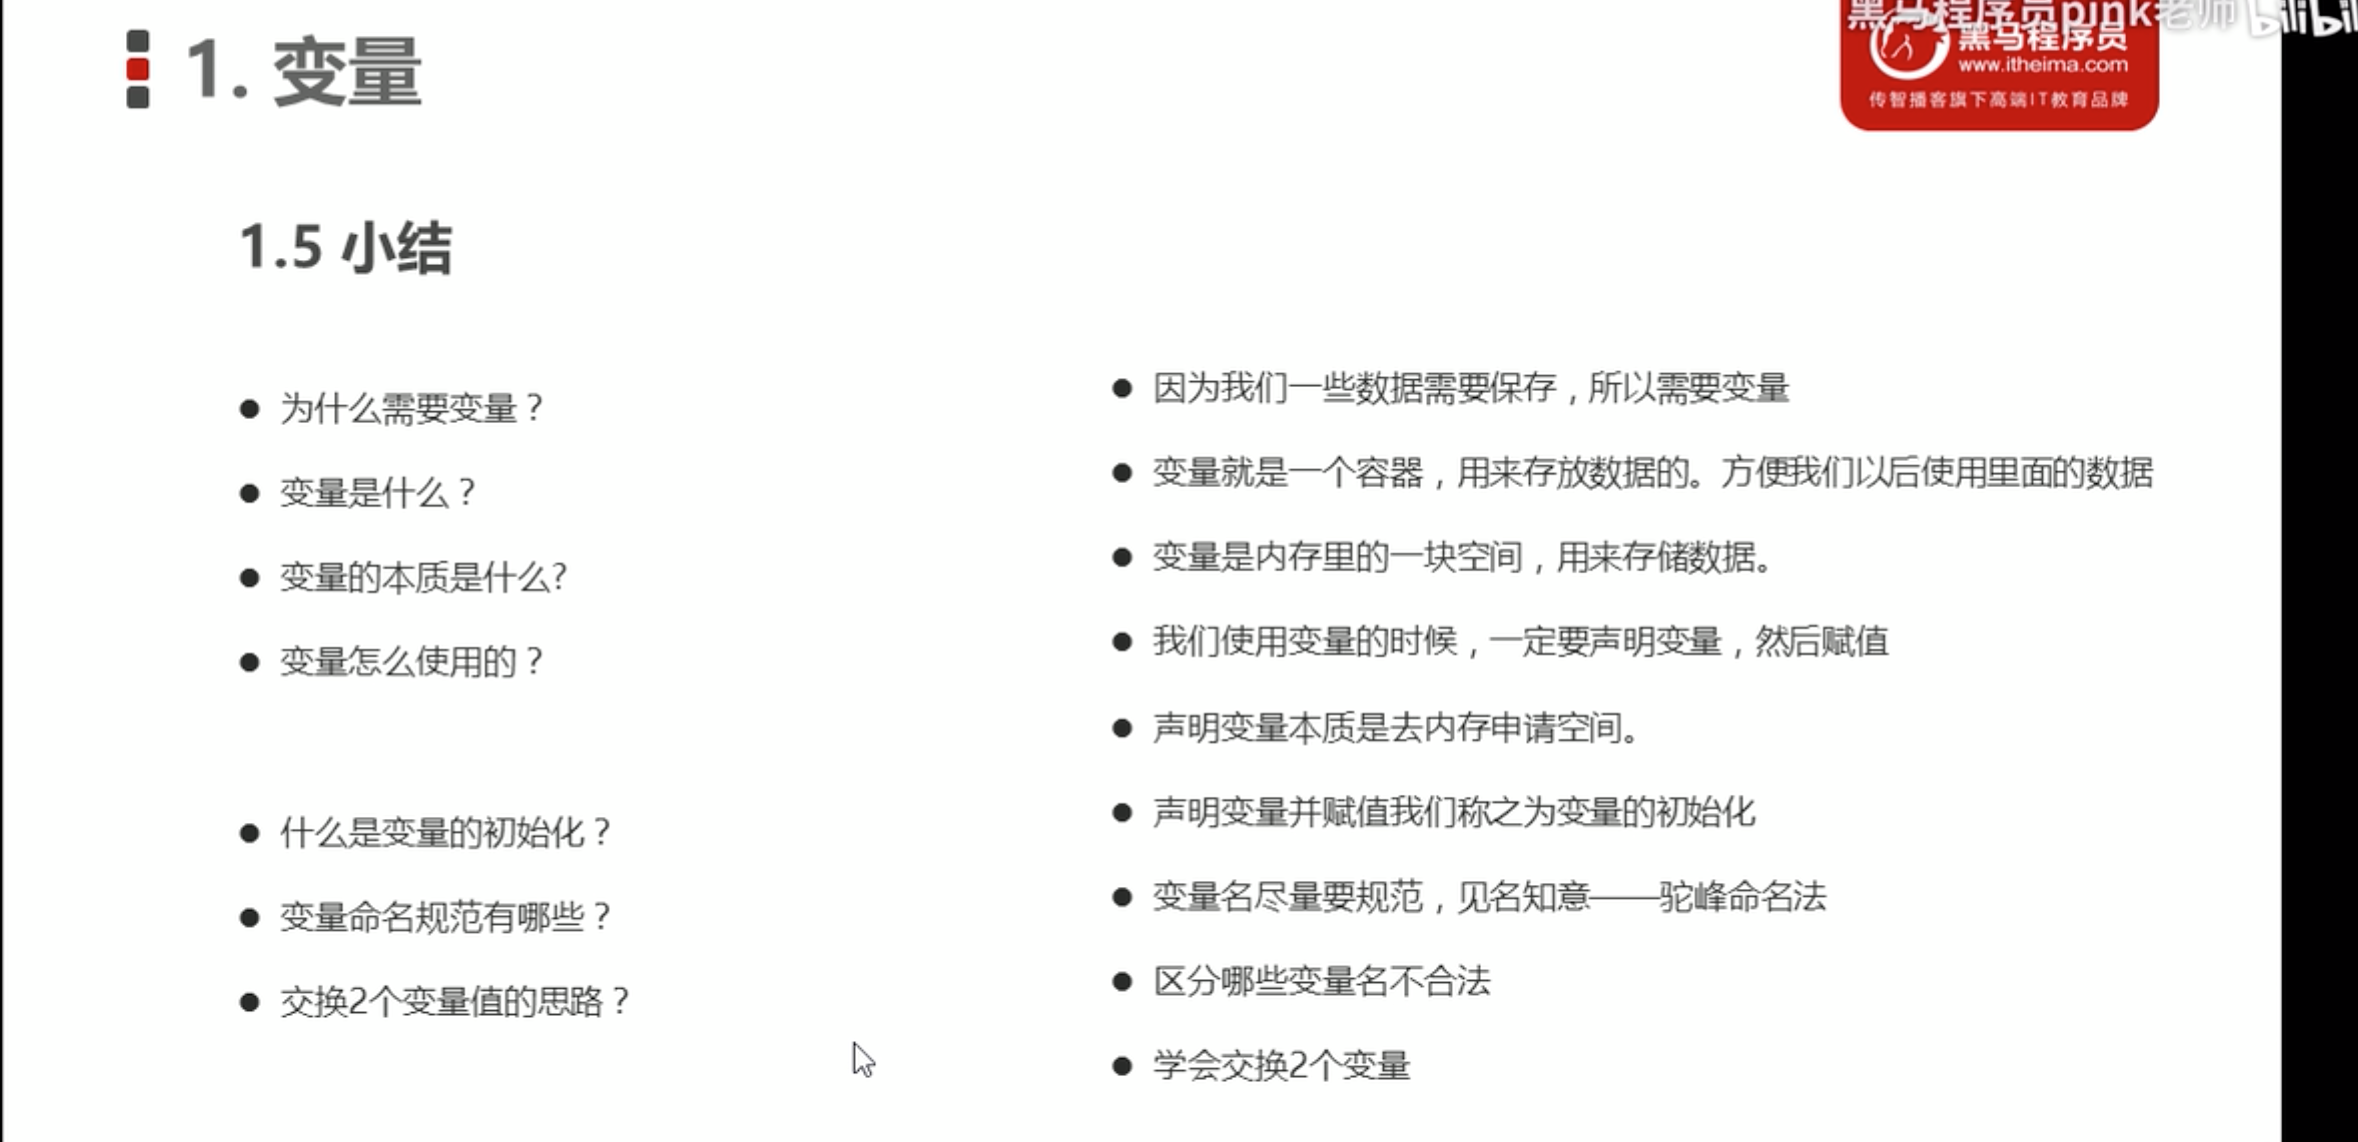 黑马程序员pink老师 bilibili
黑马程序员
www.itheima.com
传智播客旗下高端IT教育品牌
1. 变量
1.5 小结
为什么需要变量？
变量是什么？
变量的本质是什么?
变量怎么使用的？
什么是变量的初始化？
变量命名规范有哪些？
交换2个变量值的思路？
因为我们一些数据需要保存，所以需要变量
变量就是一个容器，用来存放数据的。方便我们以后使用里面的数据
变量是内存里的一块空间，用来存储数据。
我们使用变量的时候，一定要声明变量，然后赋值
声明变量本质是去内存申请空间。
声明变量并赋值我们称之为变量的初始化
变量名尽量要规范，见名知意——驼峰命名法
区分哪些变量名不合法
学会交换2个变量